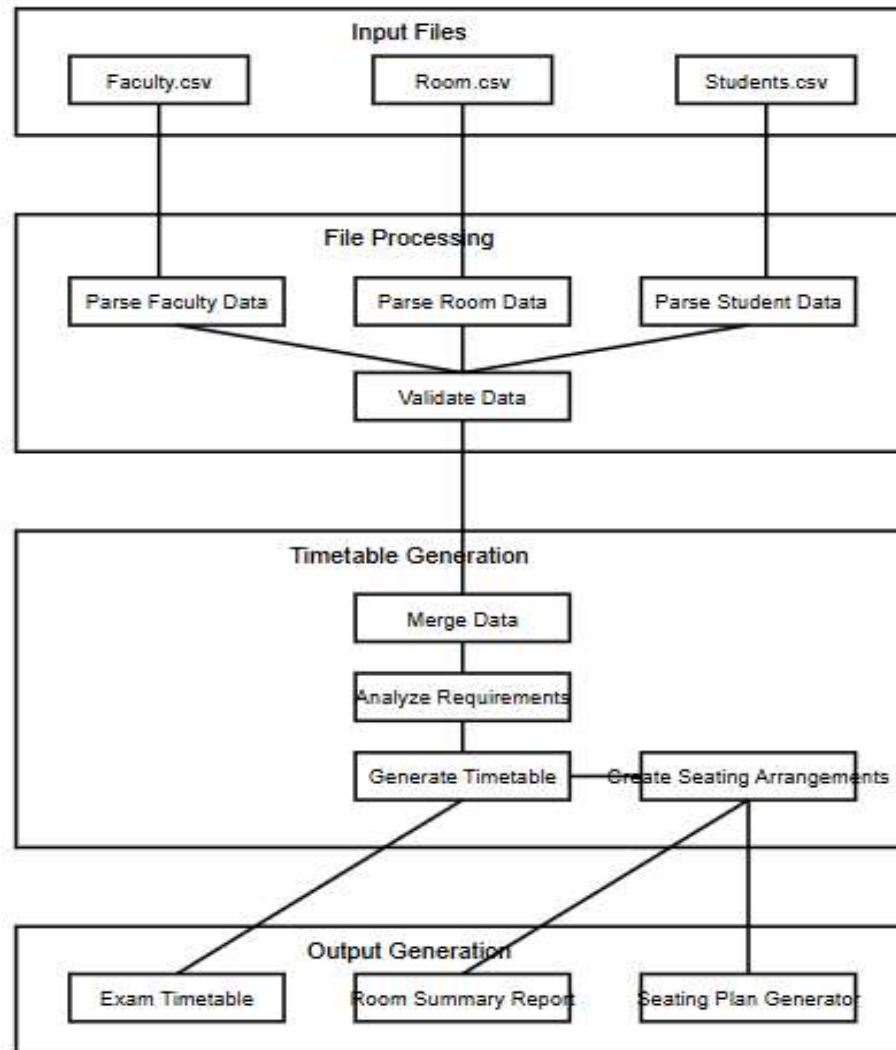 Input Files
Faculty.csv
Room.csv
Students.csv
File Processing
Parse Faculty Data
Parse Room Data
Parse Student Data
Validate Data
Timetable Generation
Merge Data
Analyze Requirements
Generate Timetable
Create Seating Arrangements
Output Generation
Exam Timetable
Room Summary Report
Seating Plan Generator